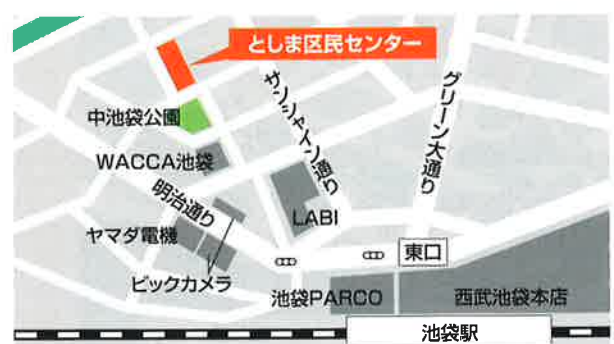 としま区民センター
中池袋公園
サンシャイン通り
グリーン大通り
WACCA池袋
明治通り
LABI
ヤマダ電機
東口
ビックカメラ
池袋PARCO
西武池袋本店
池袋駅